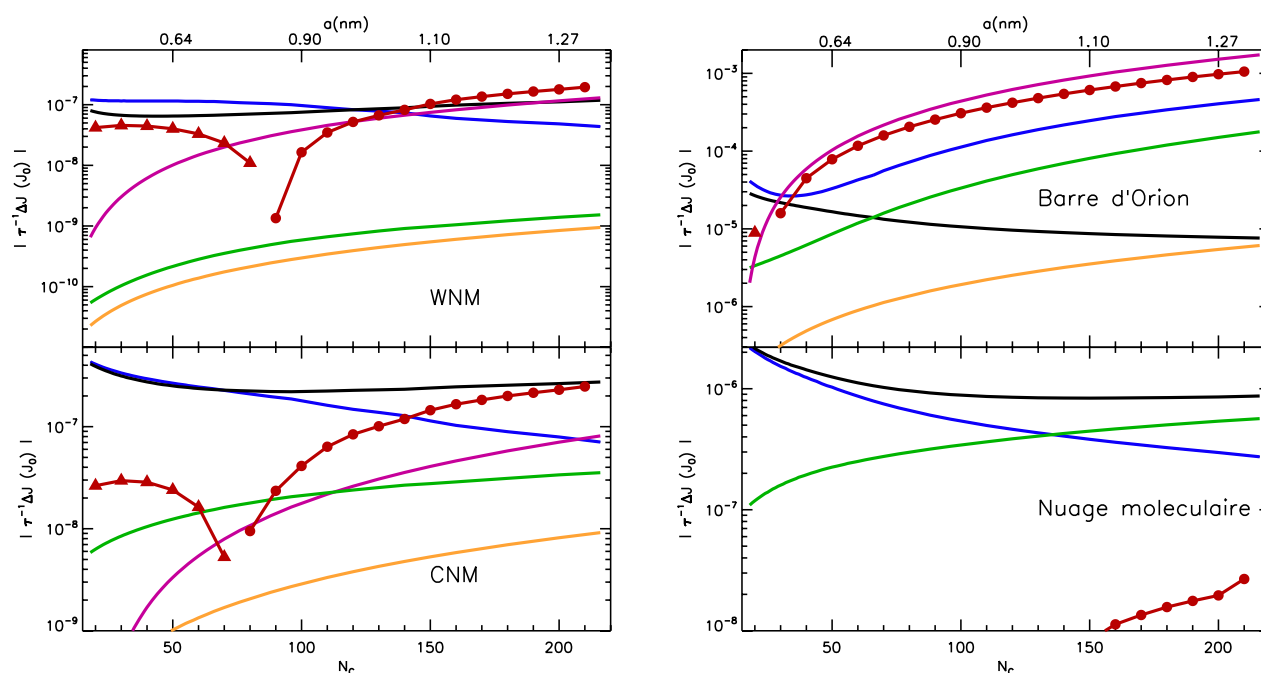 a(nm)
0.64 0.90 1.10 1.27
10⁻⁷
10⁻⁸
10⁻⁹
10⁻¹⁰
| τ⁻¹ΔJ (J₀) |
WNM
10⁻⁷
10⁻⁸
10⁻⁹
| τ⁻¹ΔJ (J₀) |
CNM
50 100 150 200
N_C
a(nm)
0.64 0.90 1.10 1.27
10⁻³
10⁻⁴
10⁻⁵
10⁻⁶
| τ⁻¹ΔJ (J₀) |
Barre d'Orion
10⁻⁶
10⁻⁷
10⁻⁸
| τ⁻¹ΔJ (J₀) |
Nuage moleculaire
50 100 150 200
N_C